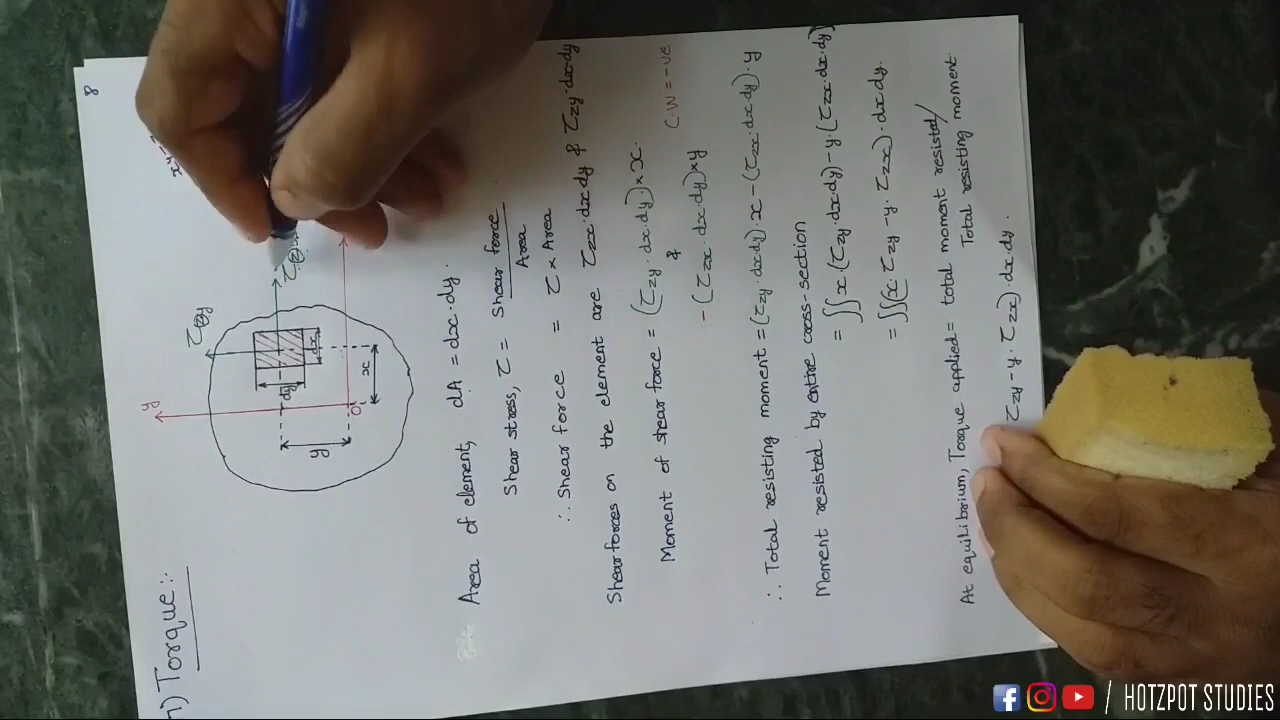 8
7) Torque:-
y
τzy
dy
dx
x
y
O
Area of element, dA = dx·dy.
Shear stress, τ = Shear force
Area
∴ Shear force = τ × Area
Shear forces on the element are τzx·dx·dy & τzy·dx·dy
Moment of shear force = (τzy·dx·dy)×x.
&
C.W = -ve
- (τzx·dx·dy)×y
∴ Total resisting moment = (τzy·dx·dy)·x - (τzx·dx·dy)·y
Moment resisted by entire cross-section
= ∬ x(τzy·dx·dy) - y·(τzx·dx·dy)
= ∬(x·τzy - y·τzx)·dx·dy.
At equilibrium, Torque applied = total moment resisted/
Total resisting moment
τzy - y·τzx)·dx·dy.
/ HOTZPOT STUDIES